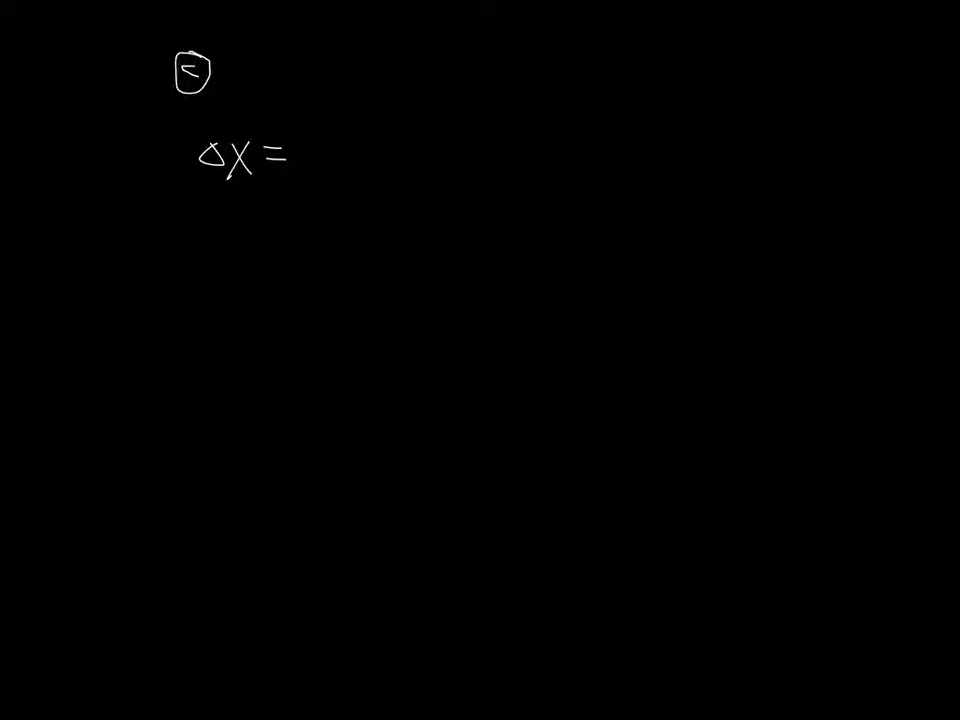 ΔX =